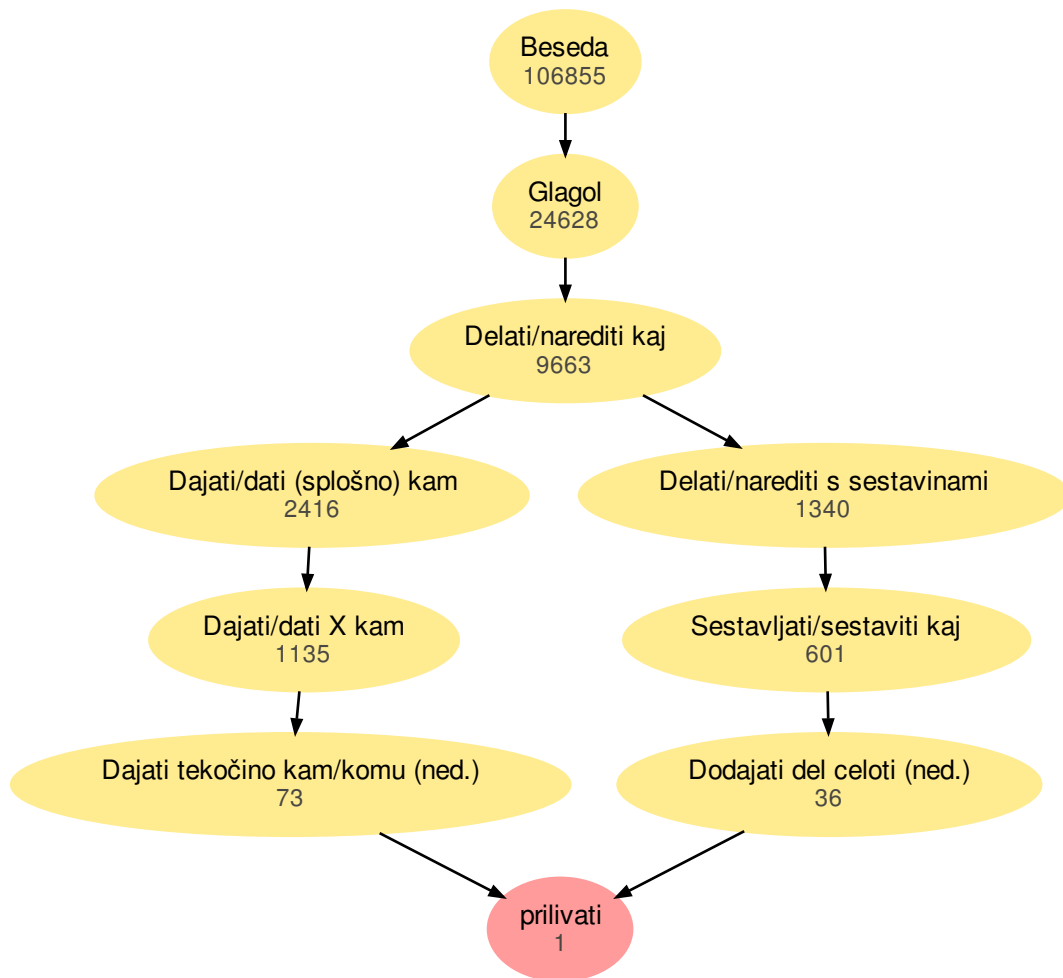 Beseda
106855
Glagol
24628
Delati/narediti kaj
9663
Dajati/dati (splošno) kam
2416
Delati/narediti s sestavinami
1340
Dajati/dati X kam
1135
Sestavljati/sestaviti kaj
601
Dajati tekočino kam/komu (ned.)
73
Dodajati del celoti (ned.)
36
prilivati
1